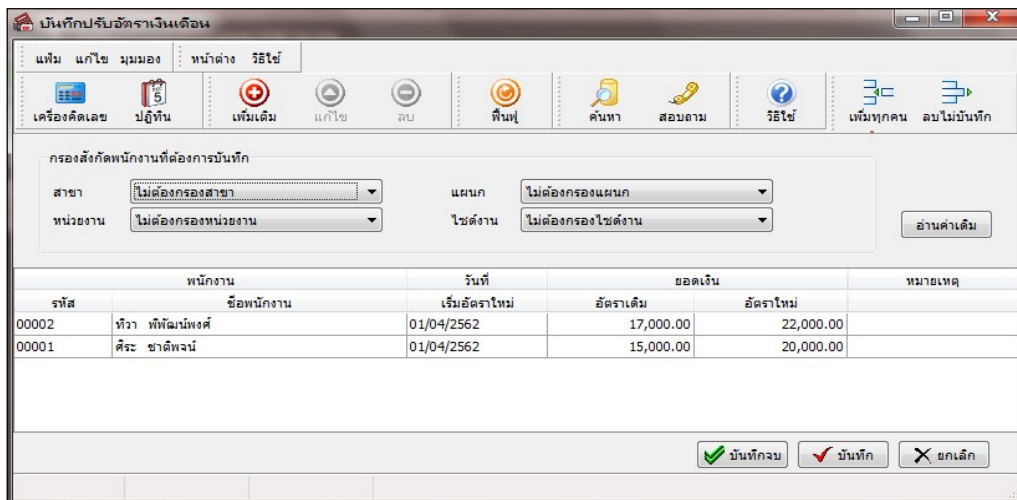 บันทึกปรับอัตราเงินเดือน
แฟ้ม แก้ไข มุมมอง หน้าต่าง วิธีใช้
เครื่องคิดเลข ปฏิทิน เพิ่มเติม แก้ไข ลบ ฟื้นฟู ค้นหา สอบถาม วิธีใช้ เพิ่มทุกคน ลบไม่บันทึก
กรองสังกัดพนักงานที่ต้องการบันทึก
สาขา ไม่ต้องกรองสาขา แผนก ไม่ต้องกรองแผนก
หน่วยงาน ไม่ต้องกรองหน่วยงาน ไซด์งาน ไม่ต้องกรองไซด์งาน
อ่านค่าเดิม
พนักงาน วันที่ ยอดเงิน หมายเหตุ
รหัส ชื่อพนักงาน เริ่มอัตราใหม่ อัตราเดิม อัตราใหม่
00002 ทิวา พิพัฒน์พงศ์ 01/04/2562 17,000.00 22,000.00
00001 ศิระ ชาติพจน์ 01/04/2562 15,000.00 20,000.00
บันทึกจบ บันทึก ยกเลิก